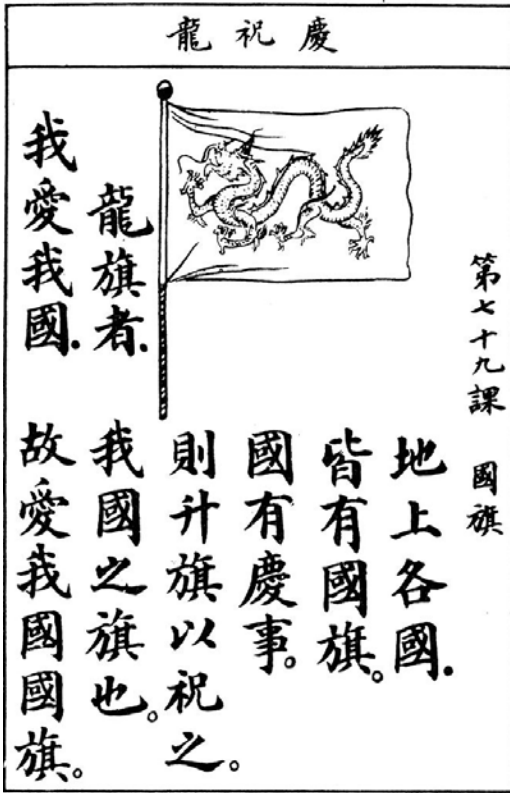 慶祝龍
第七十九課 國旗
地上各國.
皆有國旗。
國有慶事。
則升旗以祝之。
龍旗者.我國之旗也。
我愛我國.故愛我國國旗。